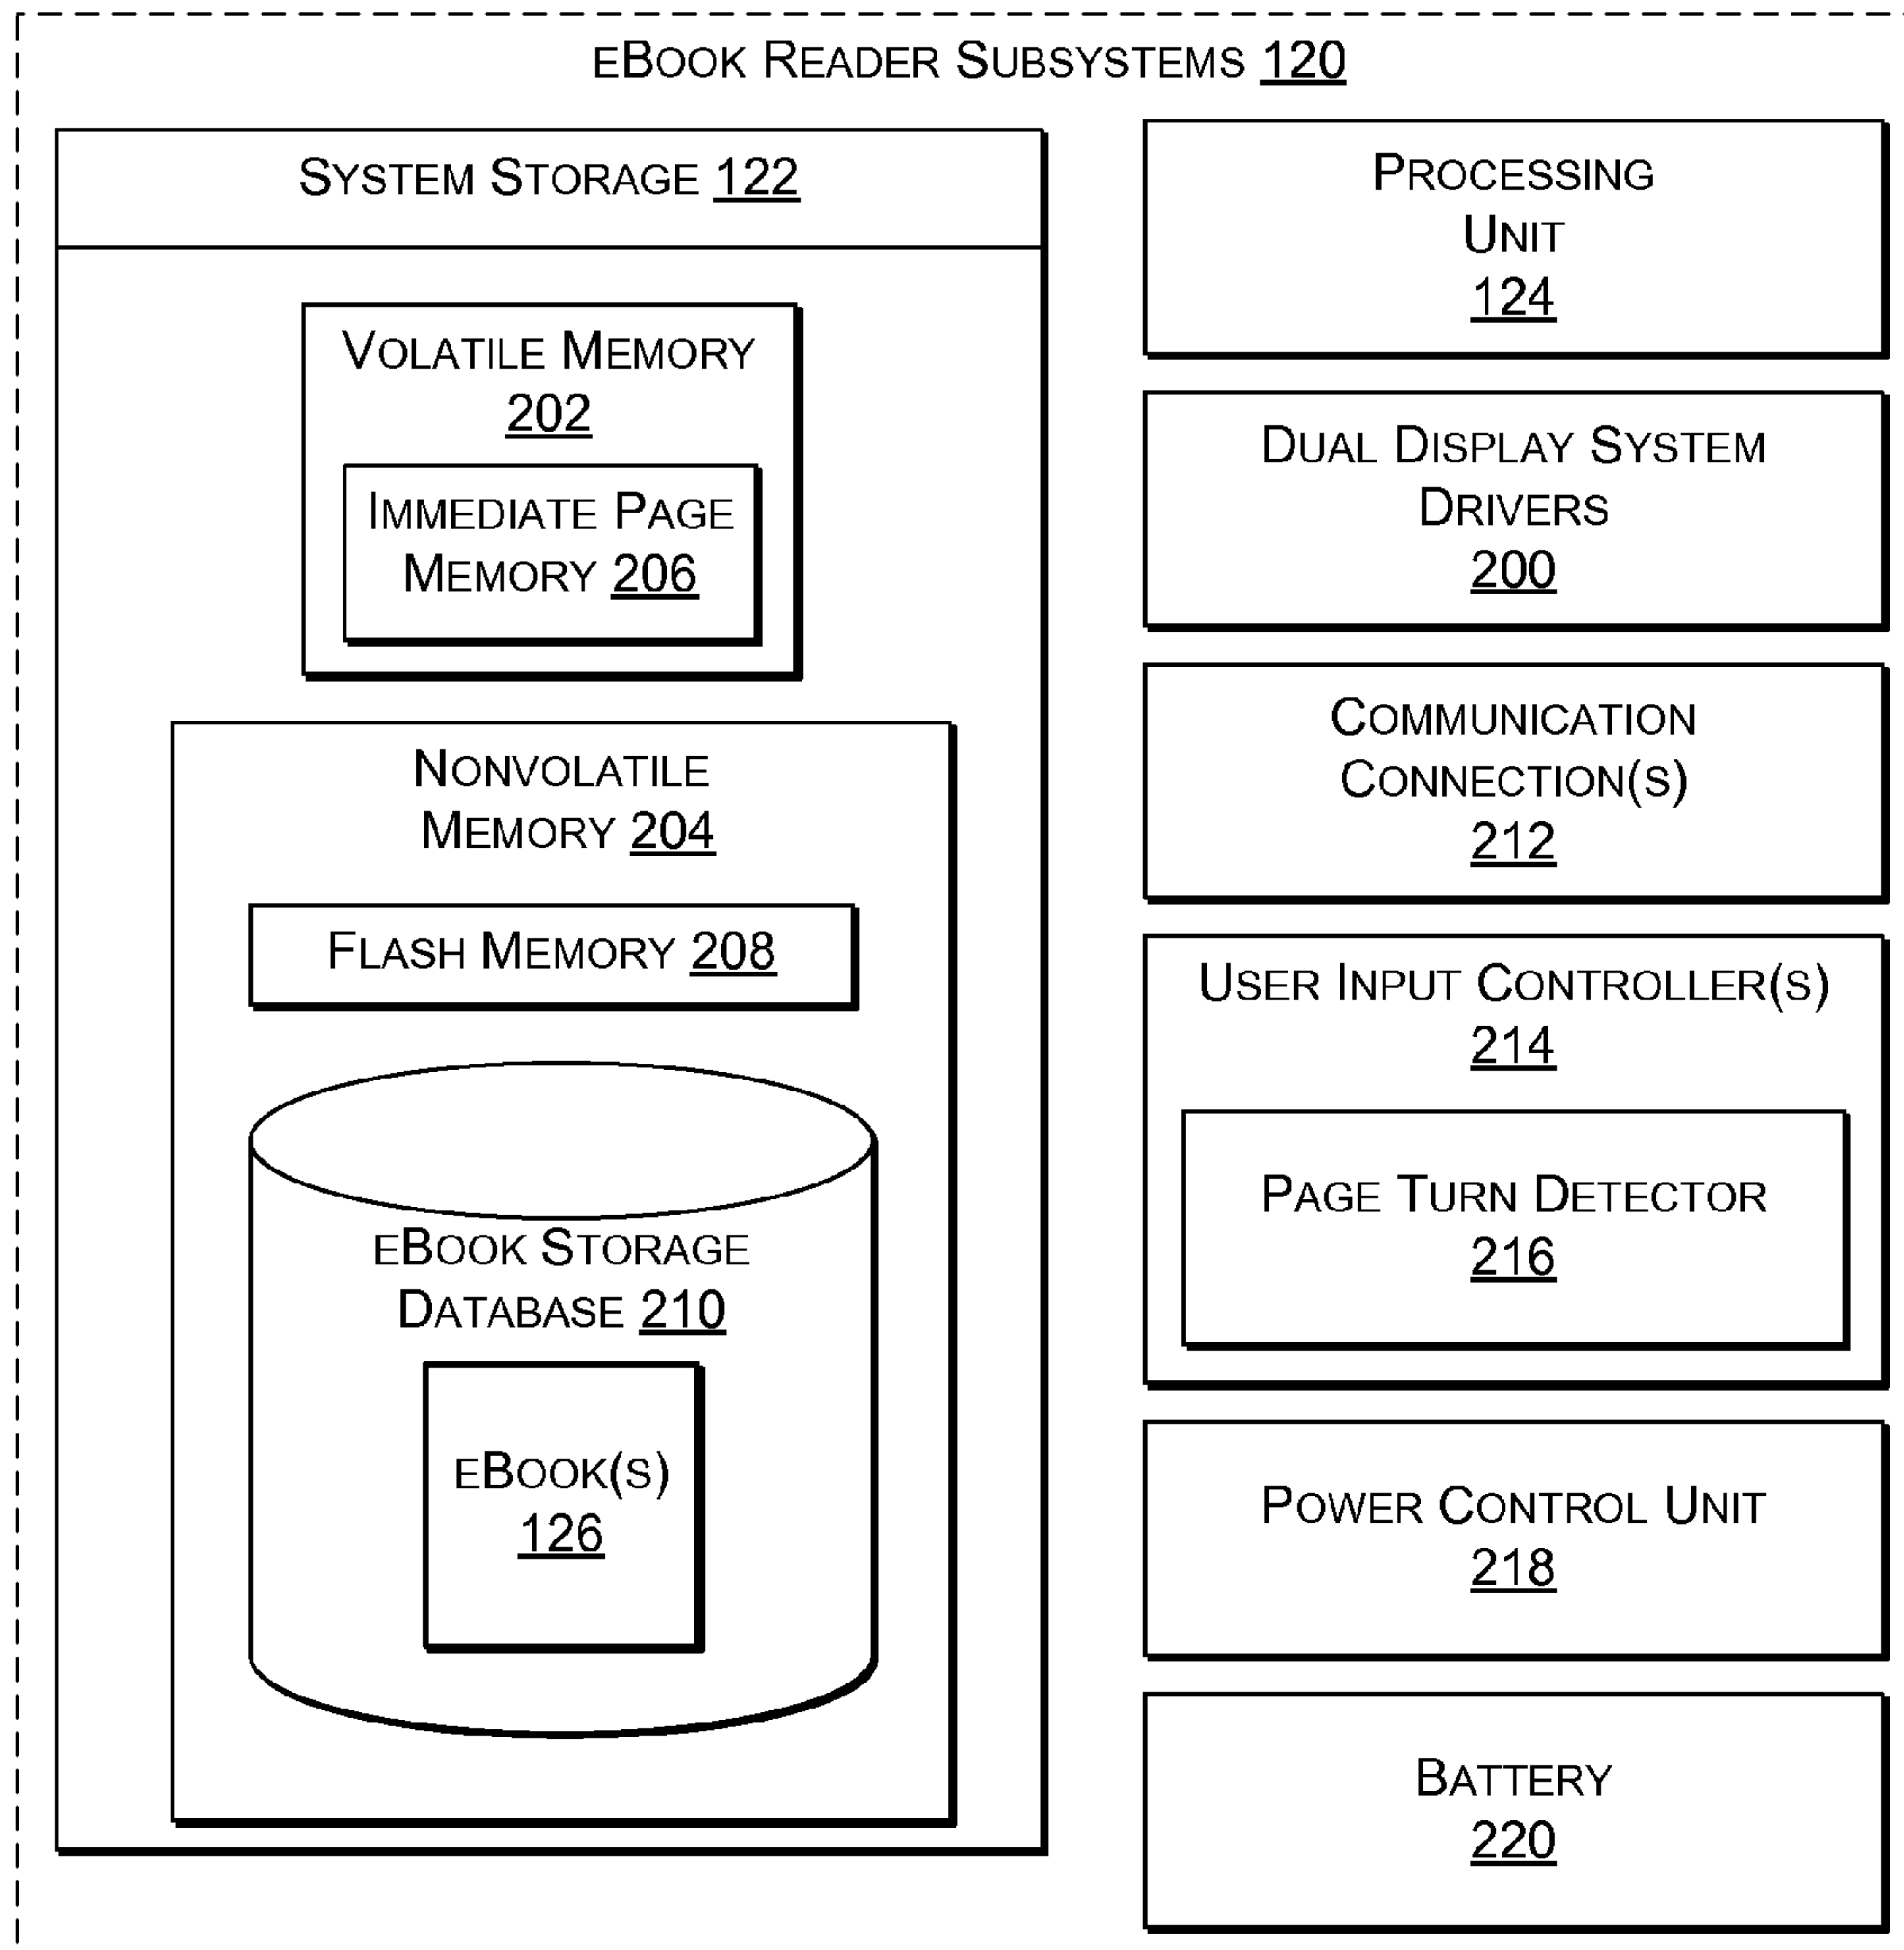 eBook Reader Subsystems 120
System Storage 122
Volatile Memory
202
Immediate Page
Memory 206
Nonvolatile
Memory 204
Flash Memory 208
eBook Storage
Database 210
eBook(s)
126
Processing
Unit
124
Dual Display System
Drivers
200
Communication
Connection(s)
212
User Input Controller(s)
214
Page Turn Detector
216
Power Control Unit
218
Battery
220